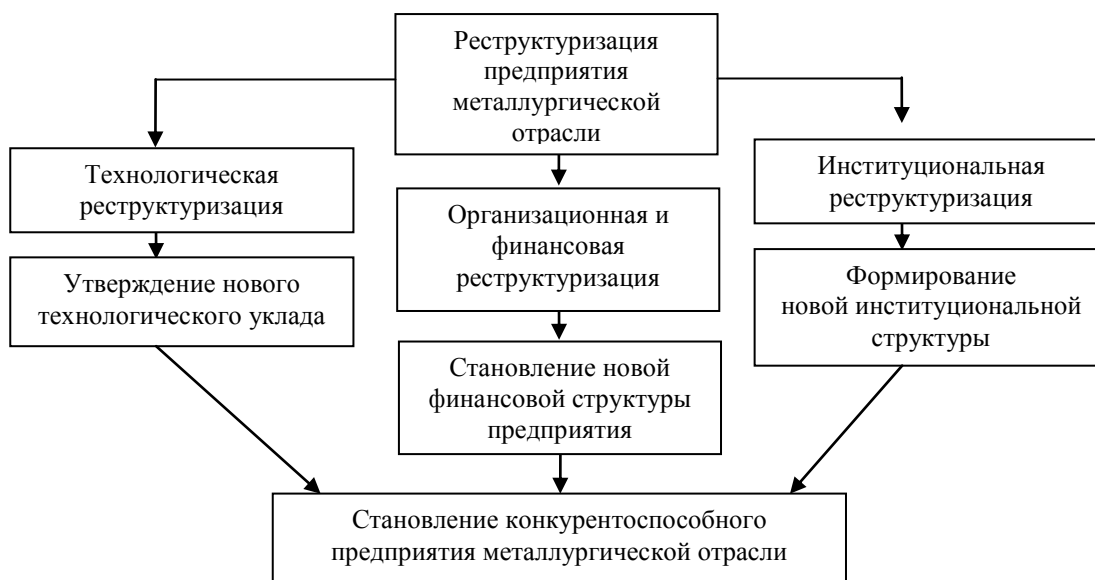 Реструктуризация
предприятия
металлургической
отрасли
Технологическая
реструктуризация
Организационная и
финансовая
реструктуризация
Институциональная
реструктуризация
Утверждение нового
технологического уклада
Становление новой
финансовой структуры
предприятия
Формирование
новой институциональной
структуры
Становление конкурентоспособного
предприятия металлургической отрасли